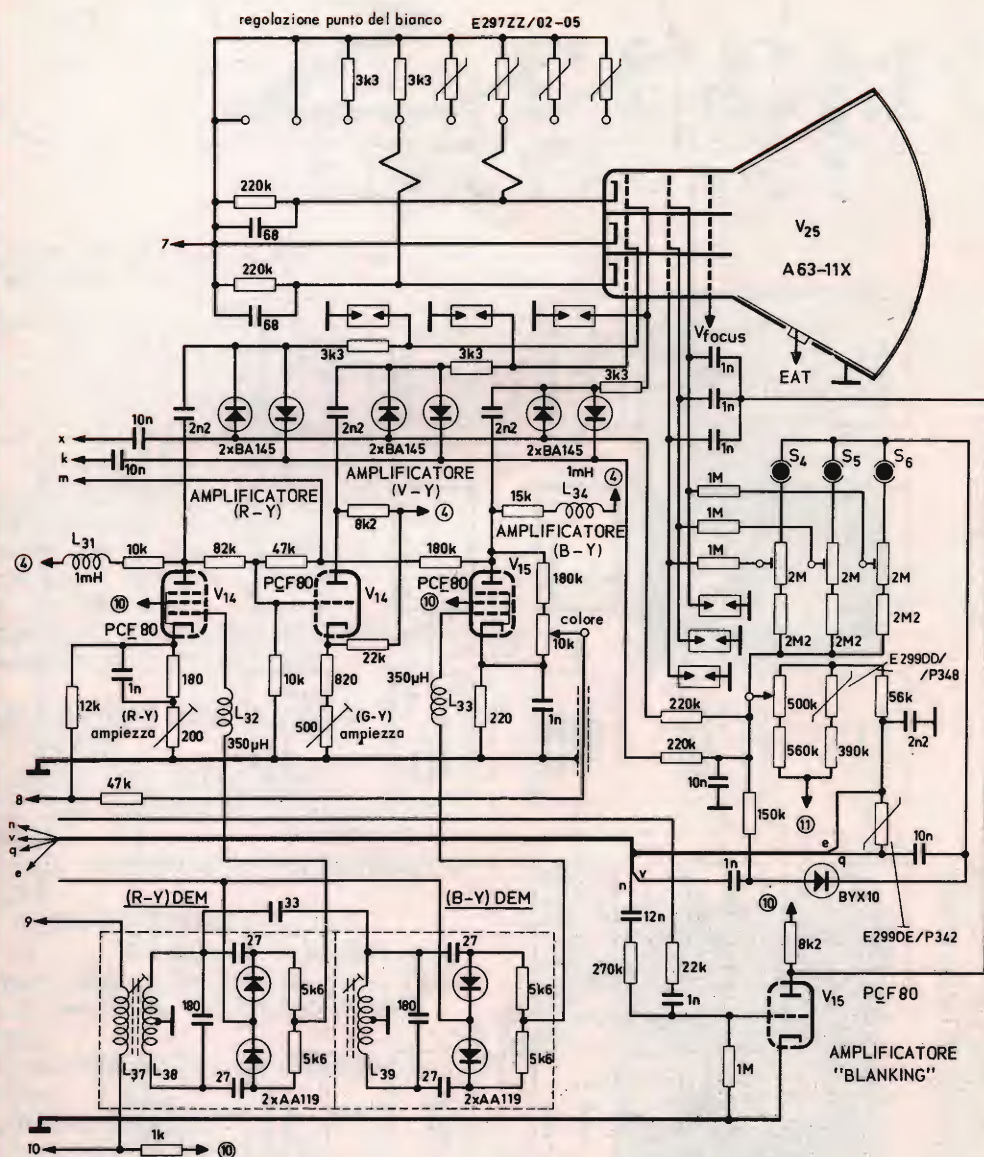 regolazione punto del bianco E297ZZ/02-05
3k3 3k3
220k
68
7
220k
68
V25
A63-11X
Vfocus
EAT
3k3 3k3 3k3
1n
1n
1n
10n 2n2 2n2 2n2
x
2xBA145 2xBA145 2xBA145
k
10n
m
AMPLIFICATORE
(R-Y)
AMPLIFICATORE
(V-Y)
1mH
15k L34 4
AMPLIFICATORE
(B-Y)
8k2 4
S4 S5 S6
1M
1M
1M
2M 2M 2M
2M2 2M2 2M2
L31
4 10k 82k 47k 180k
1mH
V14 PCF80 V14 PCF80 V15
10 10
PCF80
180k
colore
10k
22k
1n 180 10k 820 350µH 220 1n
12k
(R-Y)
ampiezza 200
L32
350µH
500 (G-Y)
ampiezza
L33
E299DD/
/P348
500k 56k
220k
560k 390k 2n2
220k
10n
11
150k
8 47k
n
v
q
e
e
q
n v 1n 10n
BYX10
10
E299DE/P342
12n
8k2
270k 22k
1n
PCF80
V15
1M
AMPLIFICATORE
"BLANKING"
(R-Y) DEM 33 (B-Y) DEM
9
27 27
180 5k6 180 5k6
5k6 5k6
L37 L38 L39
27 27
2xAA119 2xAA119
10 1k 10